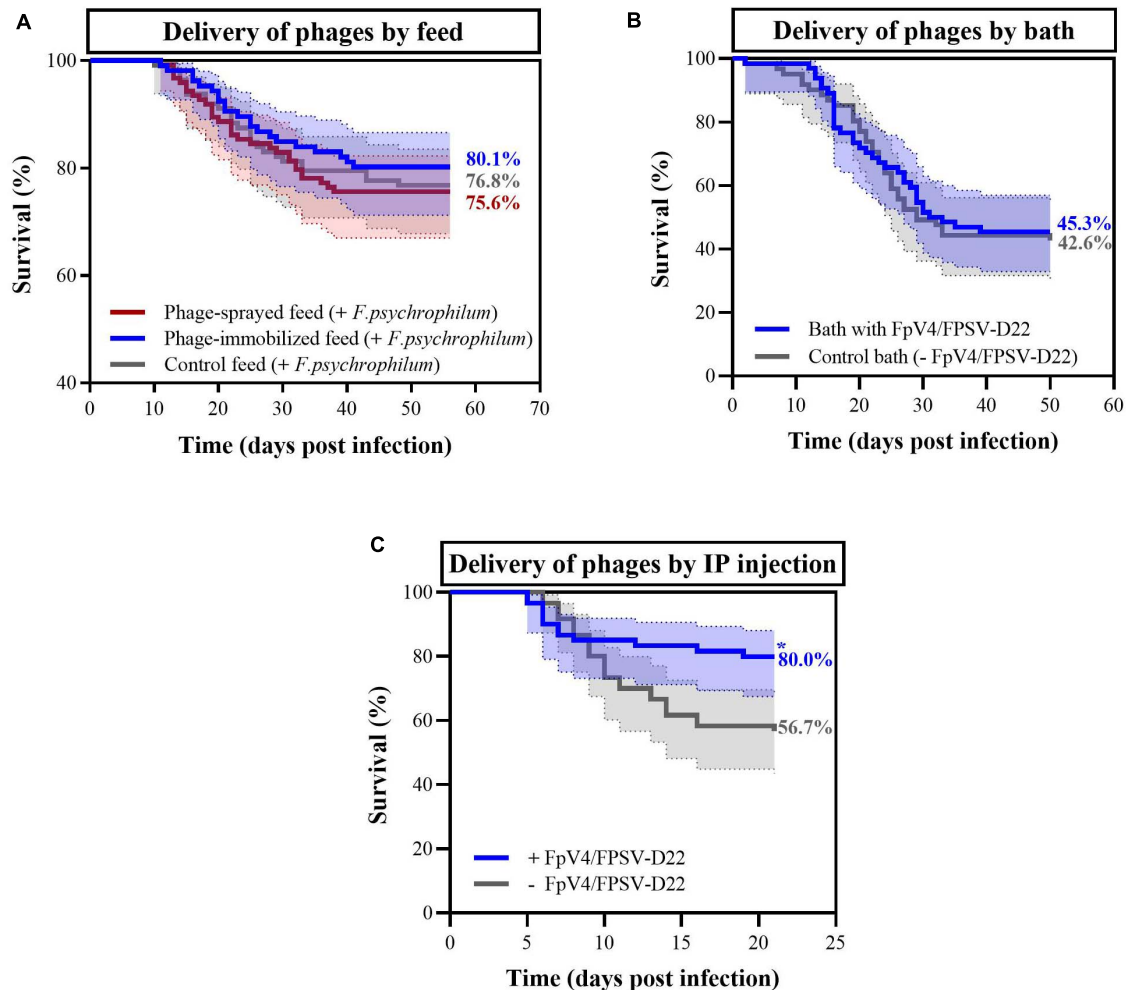 A
Delivery of phages by feed
100
80
60
40
Survival (%)
80.1%
76.8%
75.6%
Phage-sprayed feed (+ F.psychrophilum)
Phage-immobilized feed (+ F.psychrophilum)
Control feed (+ F.psychrophilum)
0 10 20 30 40 50 60 70
Time (days post infection)
B
Delivery of phages by bath
100
80
60
40
20
0
Survival (%)
45.3%
42.6%
Bath with FpV4/FPSV-D22
Control bath (- FpV4/FPSV-D22)
0 10 20 30 40 50 60
Time (days post infection)
C
Delivery of phages by IP injection
100
80
60
40
20
0
Survival (%)
*
80.0%
56.7%
+ FpV4/FPSV-D22
- FpV4/FPSV-D22
0 5 10 15 20 25
Time (days post infection)